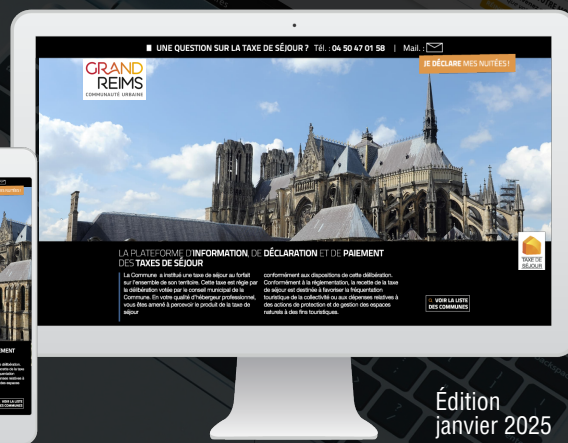 UNE QUESTION SUR LA TAXE DE SÉJOUR ? Tél. : 04 50 47 01 58 | Mail. :
JE DÉCLARE MES NUITÉES !
GRAND
REIMS
COMMUNAUTÉ URBAINE
LA PLATEFORME D'INFORMATION, DE DÉCLARATION ET DE PAIEMENT
DES TAXES DE SÉJOUR
La Commune a institué une taxe de séjour au forfait
sur l'ensemble de son territoire. Cette taxe est régie par
la délibération votée par le conseil municipal de la
Commune. En votre qualité d'hébergeur professionnel,
vous êtes amené à percevoir le produit de la taxe de
séjour
conformément aux dispositions de cette délibération.
Conformément à la réglementation, la recette de la taxe
de séjour est destinée à favoriser la fréquentation
touristique de la collectivité ou aux dépenses relatives à
des actions de protection et de gestion des espaces
naturels à des fins touristiques.
TAXE DE
SÉJOUR
VOIR LA LISTE
DES COMMUNES
Édition
janvier 2025